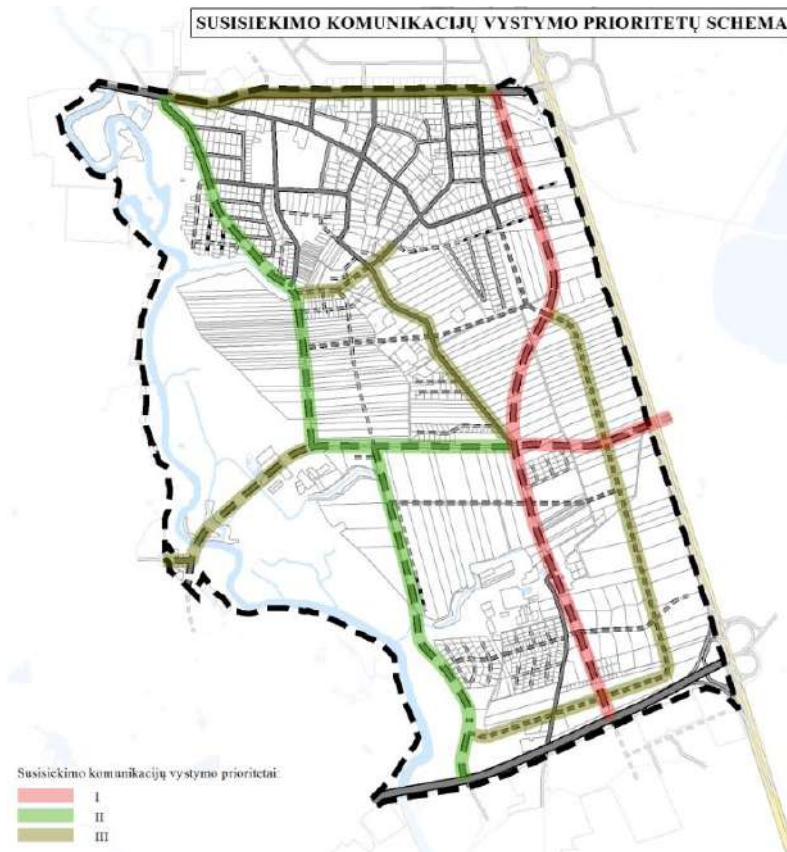 SUSISIEKIMO KOMUNIKACIJŲ VYSTYMO PRIORITETŲ SCHEMA
Susisiekimo komunikacijų vystymo prioritetai:
I
II
III